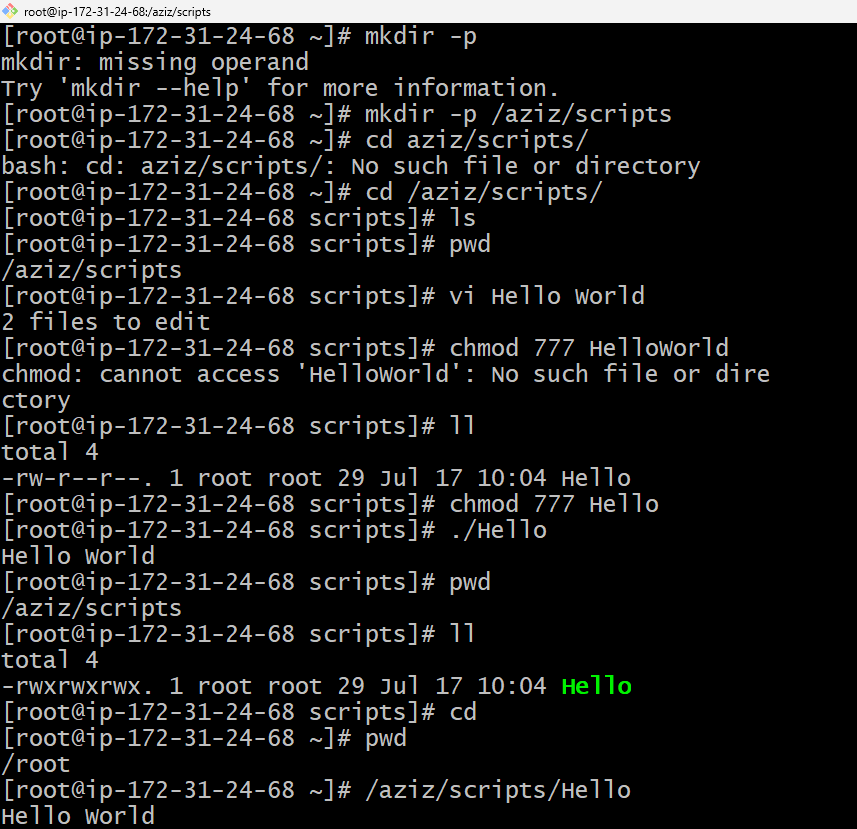 root@ip-172-31-24-68:/aziz/scripts
[root@ip-172-31-24-68 ~]# mkdir -p
mkdir: missing operand
Try 'mkdir --help' for more information.
[root@ip-172-31-24-68 ~]# mkdir -p /aziz/scripts
[root@ip-172-31-24-68 ~]# cd aziz/scripts/
bash: cd: aziz/scripts/: No such file or directory
[root@ip-172-31-24-68 ~]# cd /aziz/scripts/
[root@ip-172-31-24-68 scripts]# ls
[root@ip-172-31-24-68 scripts]# pwd
/aziz/scripts
[root@ip-172-31-24-68 scripts]# vi Hello World
2 files to edit
[root@ip-172-31-24-68 scripts]# chmod 777 HelloWorld
chmod: cannot access 'HelloWorld': No such file or dire
ctory
[root@ip-172-31-24-68 scripts]# ll
total 4
-rw-r--r--. 1 root root 29 Jul 17 10:04 Hello
[root@ip-172-31-24-68 scripts]# chmod 777 Hello
[root@ip-172-31-24-68 scripts]# ./Hello
Hello World
[root@ip-172-31-24-68 scripts]# pwd
/aziz/scripts
[root@ip-172-31-24-68 scripts]# ll
total 4
-rwxrwxrwx. 1 root root 29 Jul 17 10:04 Hello
[root@ip-172-31-24-68 scripts]# cd
[root@ip-172-31-24-68 ~]# pwd
/root
[root@ip-172-31-24-68 ~]# /aziz/scripts/Hello
Hello World